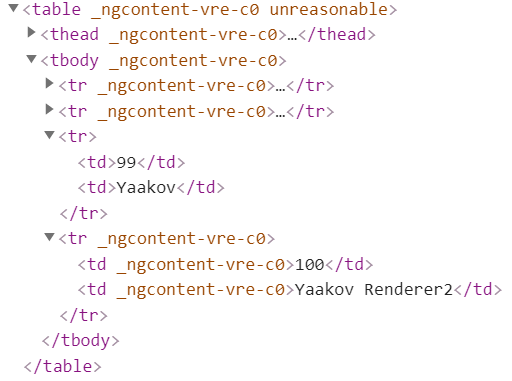 ▼<table _ngcontent-vre-c0 unreasonable>
▶<thead _ngcontent-vre-c0>…</thead>
▼<tbody _ngcontent-vre-c0>
▶<tr _ngcontent-vre-c0>…</tr>
▶<tr _ngcontent-vre-c0>…</tr>
▼<tr>
<td>99</td>
<td>Yaakov</td>
</tr>
▼<tr _ngcontent-vre-c0>
<td _ngcontent-vre-c0>100</td>
<td _ngcontent-vre-c0>Yaakov Renderer2</td>
</tr>
</tbody>
</table>